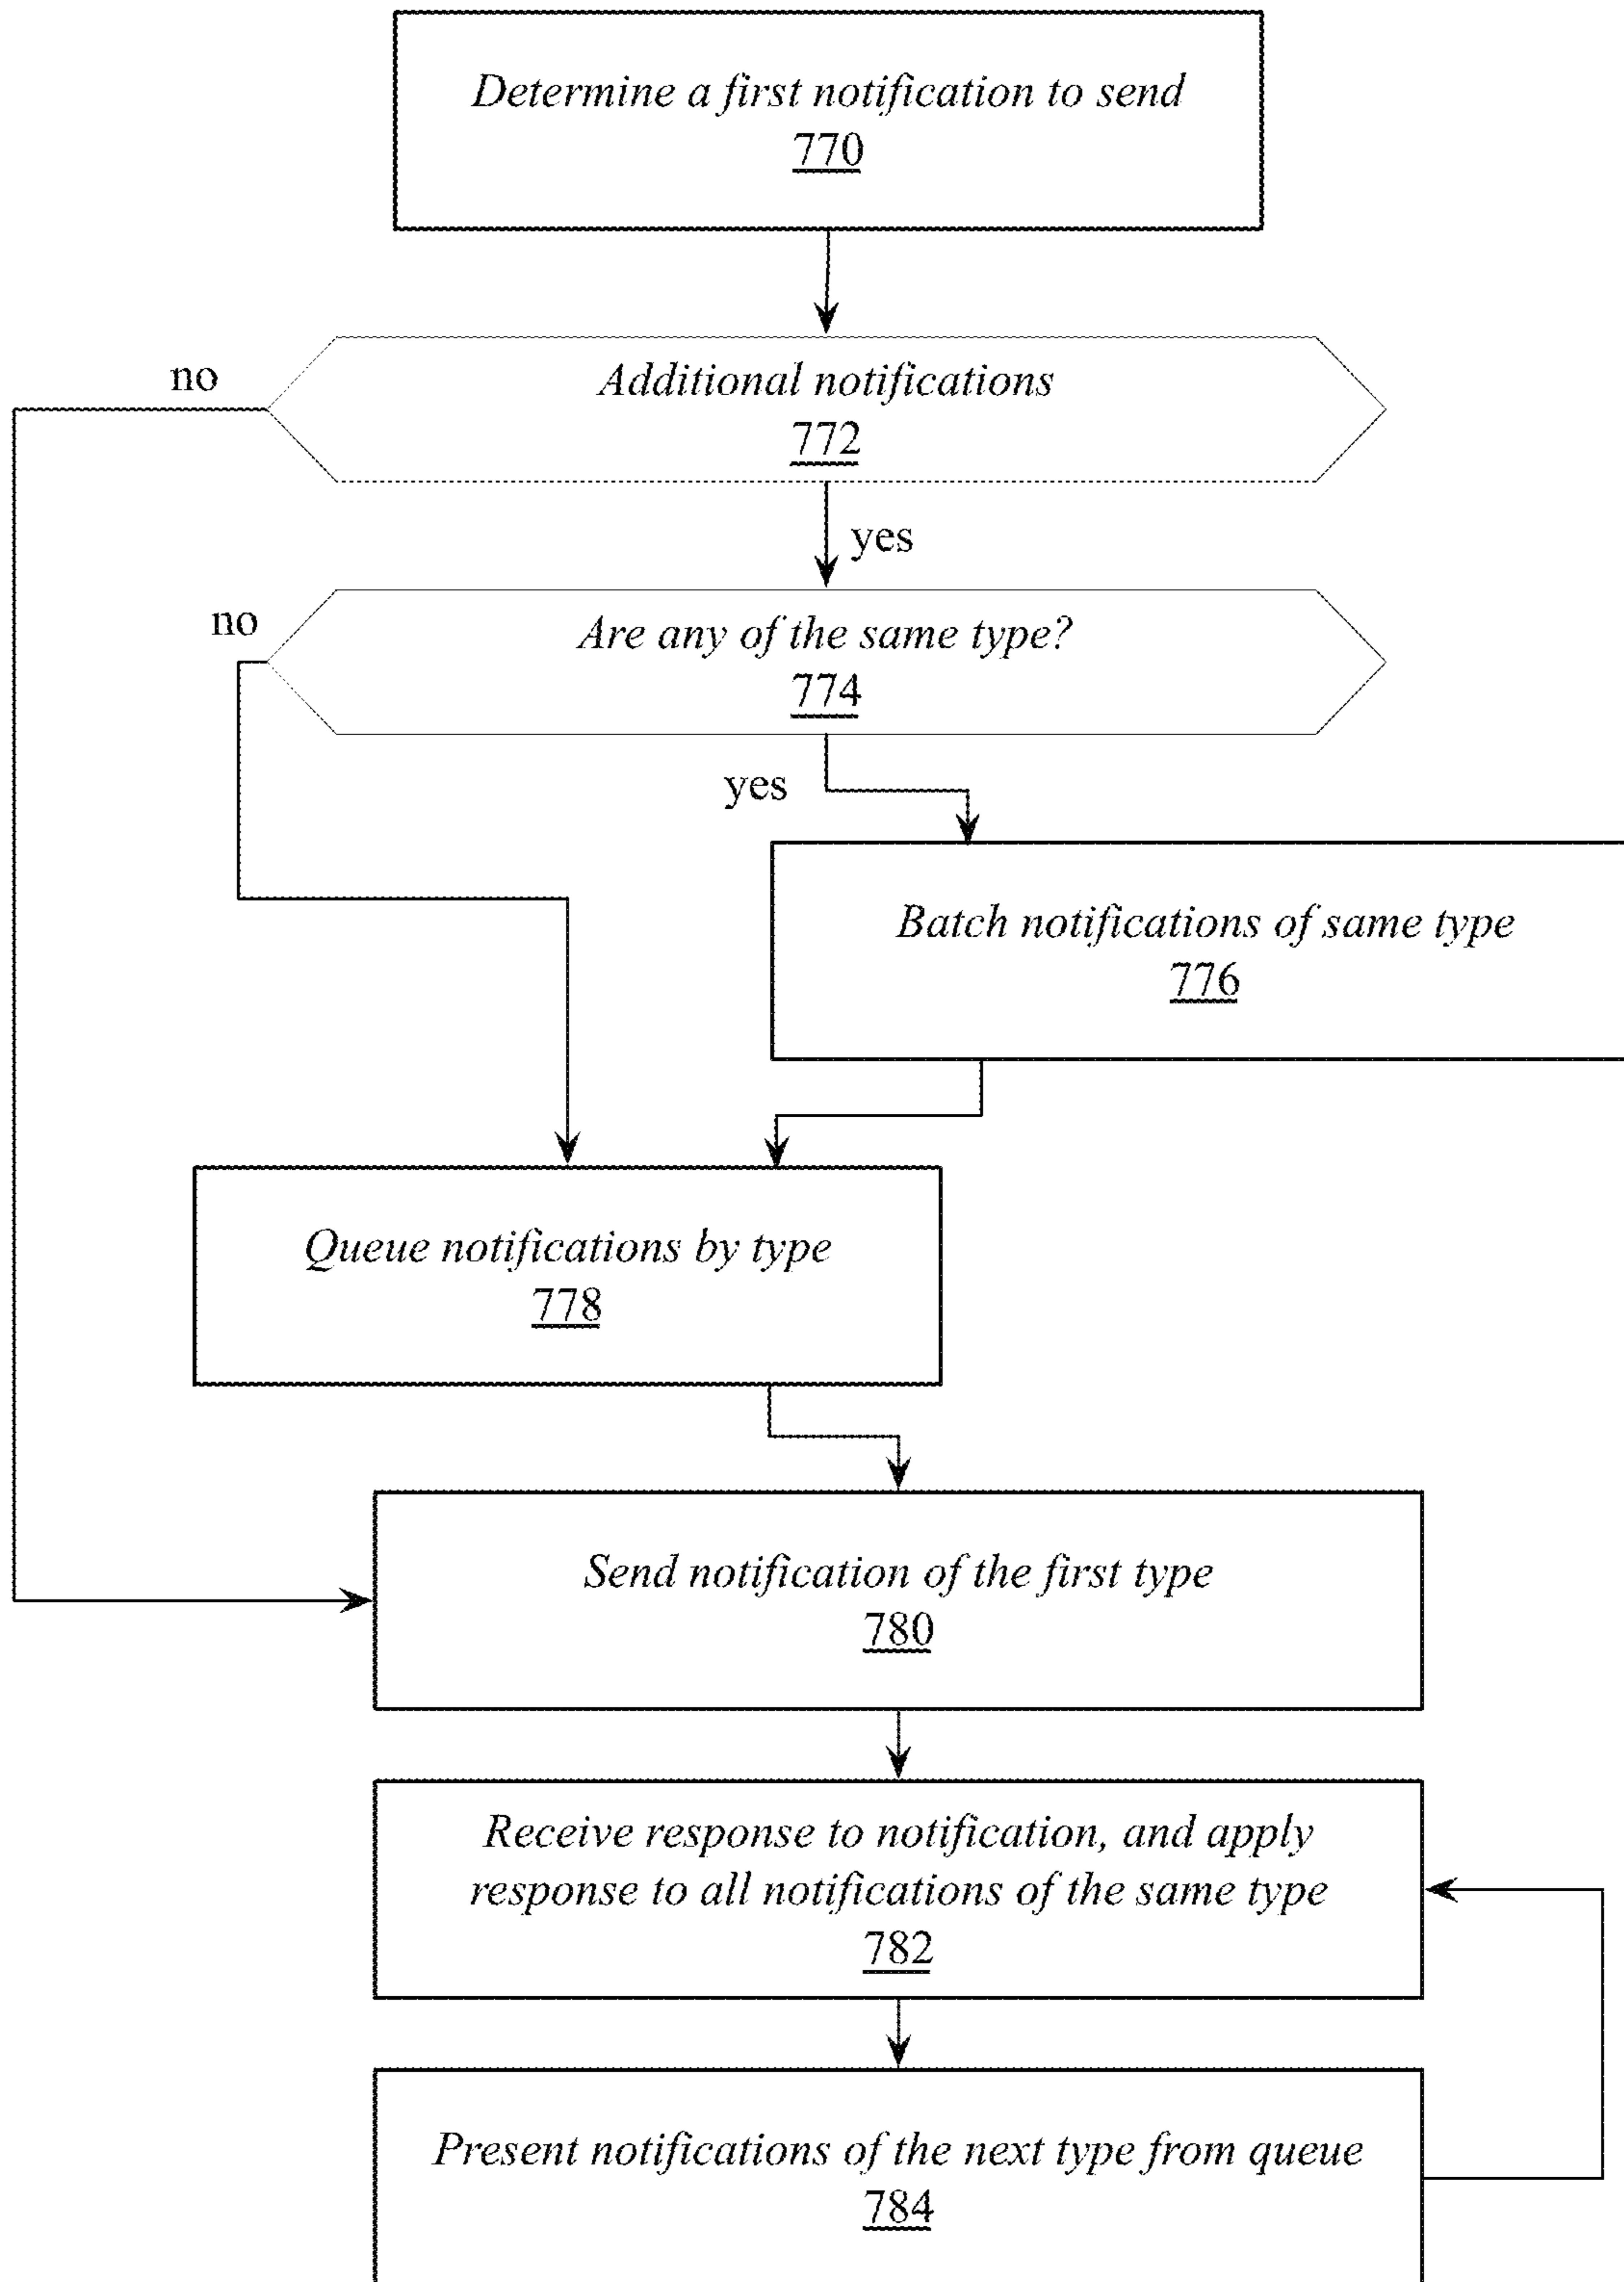 Determine a first notification to send
770
no
Additional notifications
772
yes
no
Are any of the same type?
774
yes
Batch notifications of same type
776
Queue notifications by type
778
Send notification of the first type
780
Receive response to notification, and apply
response to all notifications of the same type
782
Present notifications of the next type from queue
784